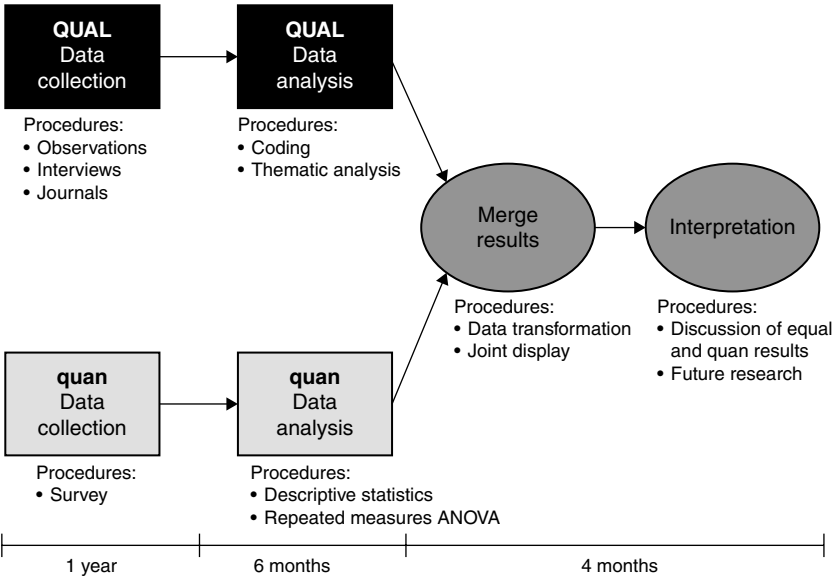 QUAL
Data
collection
Procedures:
• Observations
• Interviews
• Journals
QUAL
Data
analysis
Procedures:
• Coding
• Thematic analysis
quan
Data
collection
Procedures:
• Survey
quan
Data
analysis
Procedures:
• Descriptive statistics
• Repeated measures ANOVA
Merge
results
Procedures:
• Data transformation
• Joint display
Interpretation
Procedures:
• Discussion of equal
and quan results
• Future research
1 year
6 months
4 months